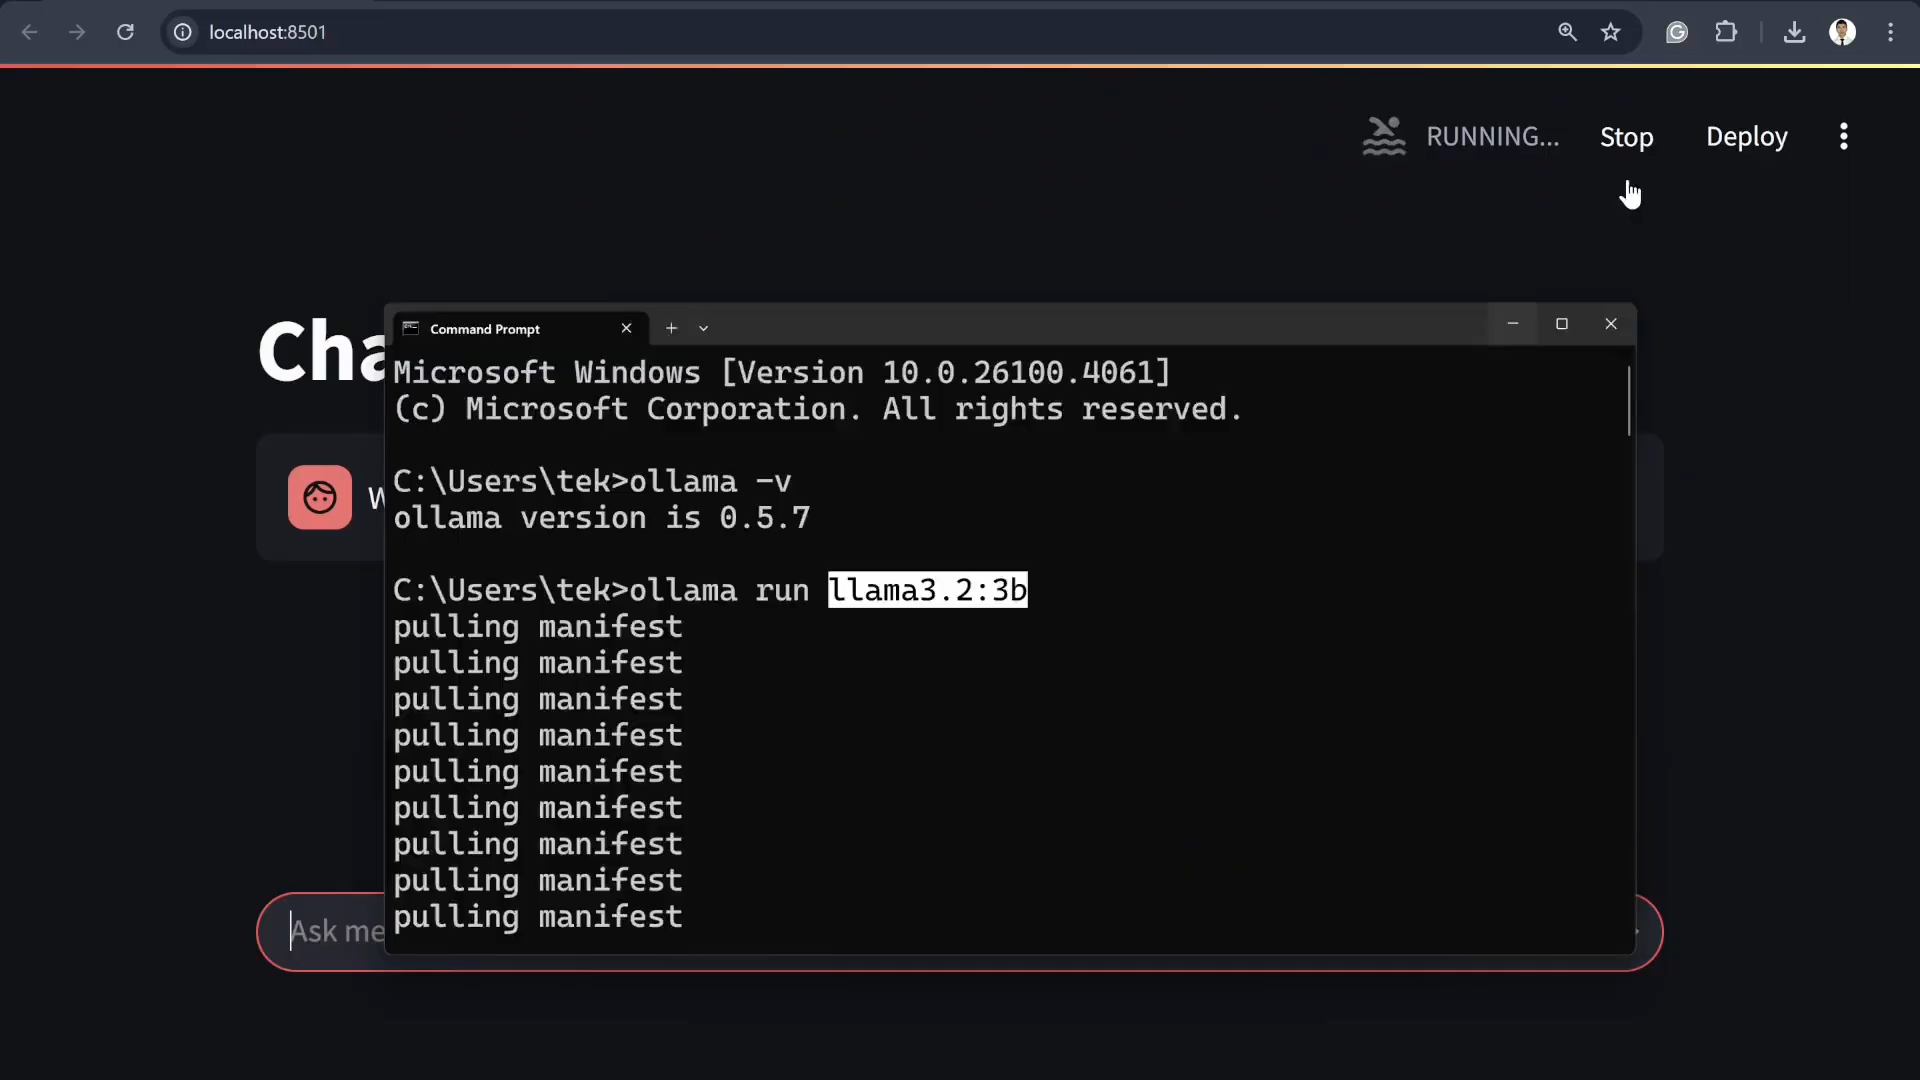 localhost:8501
RUNNING...
Stop
Deploy
Cha
W
Ask me
Command Prompt
Microsoft Windows [Version 10.0.26100.4061]
(c) Microsoft Corporation. All rights reserved.
C:\Users\tek>ollama -v
ollama version is 0.5.7
C:\Users\tek>ollama run llama3.2:3b
pulling manifest
pulling manifest
pulling manifest
pulling manifest
pulling manifest
pulling manifest
pulling manifest
pulling manifest
pulling manifest